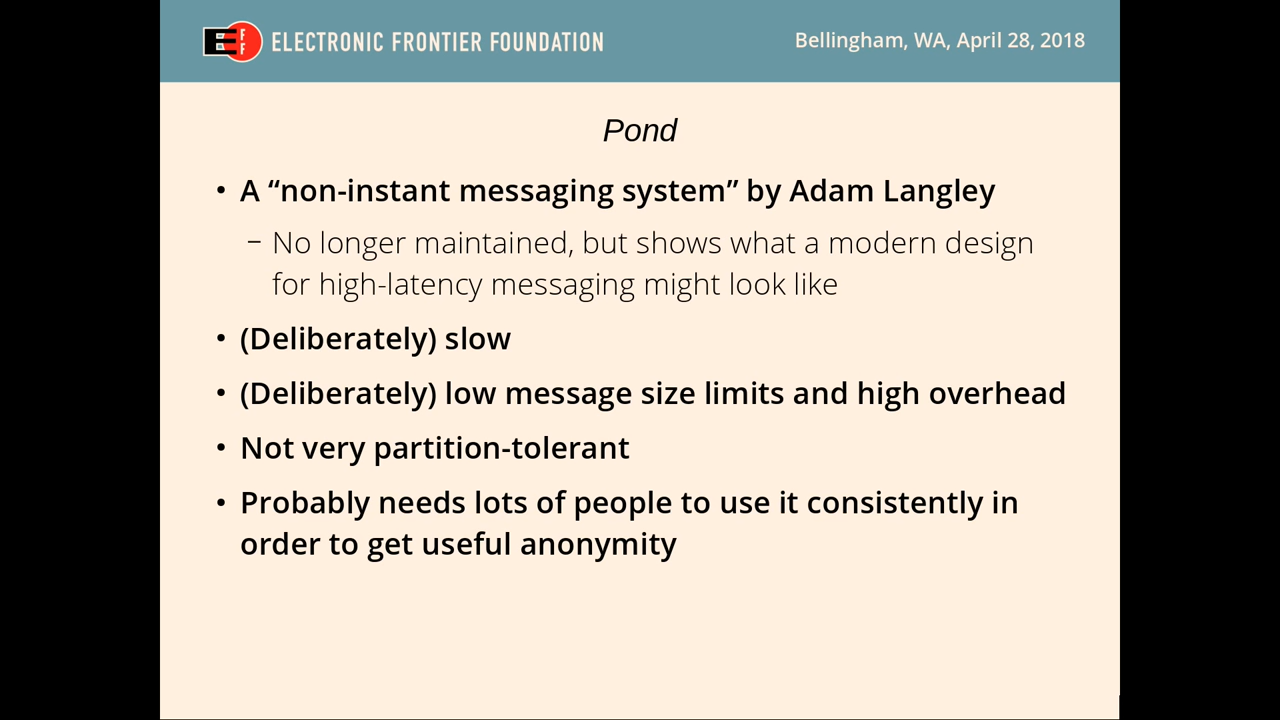 EFF ELECTRONIC FRONTIER FOUNDATION
Bellingham, WA, April 28, 2018
Pond
• A “non-instant messaging system” by Adam Langley
– No longer maintained, but shows what a modern design
for high-latency messaging might look like
• (Deliberately) slow
• (Deliberately) low message size limits and high overhead
• Not very partition-tolerant
• Probably needs lots of people to use it consistently in
order to get useful anonymity